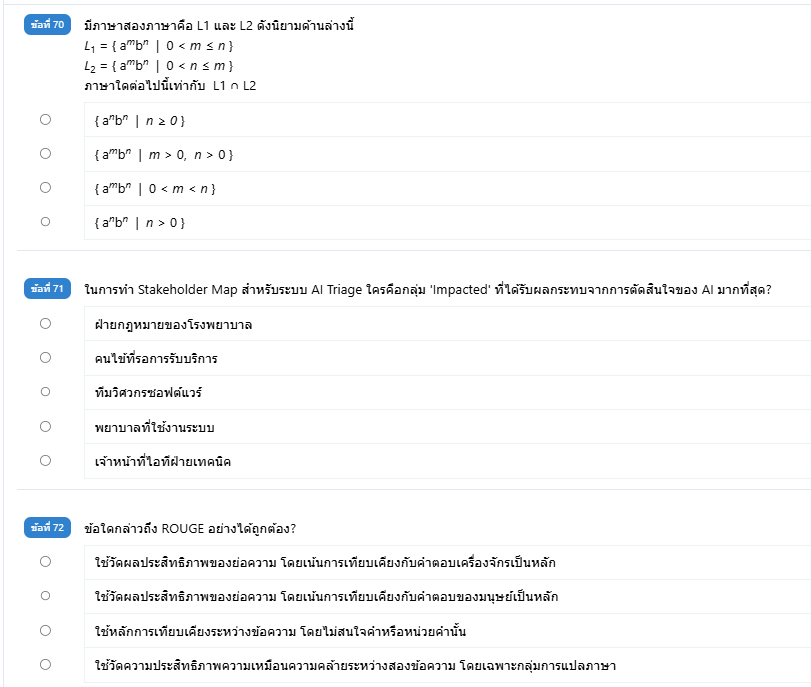 ข้อที่ 70
มีภาษาสองภาษาคือ L1 และ L2 ดังนิยามด้านล่างนี้
L₁ = { aᵐbⁿ | 0 < m ≤ n }
L₂ = { aᵐbⁿ | 0 < n ≤ m }
ภาษาใดต่อไปนี้เท่ากับ L1 ∩ L2
{ aⁿbⁿ | n ≥ 0 }
{ aᵐbⁿ | m > 0, n > 0 }
{ aᵐbⁿ | 0 < m < n }
{ aⁿbⁿ | n > 0 }
ข้อที่ 71
ในการทำ Stakeholder Map สำหรับระบบ AI Triage ใครคือกลุ่ม 'Impacted' ที่ได้รับผลกระทบจากการตัดสินใจของ AI มากที่สุด?
ฝ่ายกฎหมายของโรงพยาบาล
คนไข้ที่รอการรับบริการ
ทีมวิศวกรซอฟต์แวร์
พยาบาลที่ใช้งานระบบ
เจ้าหน้าที่ไอทีฝ่ายเทคนิค
ข้อที่ 72
ข้อใดกล่าวถึง ROUGE อย่างได้ถูกต้อง?
ใช้วัดผลประสิทธิภาพของย่อความ โดยเน้นการเทียบเคียงกับคำตอบเครื่องจักรเป็นหลัก
ใช้วัดผลประสิทธิภาพของย่อความ โดยเน้นการเทียบเคียงกับคำตอบของมนุษย์เป็นหลัก
ใช้หลักการเทียบเคียงระหว่างข้อความ โดยไม่สนใจคำหรือหน่วยคำนั้น
ใช้วัดความประสิทธิภาพความเหมือนความคล้ายระหว่างสองข้อความ โดยเฉพาะกลุ่มการแปลภาษา